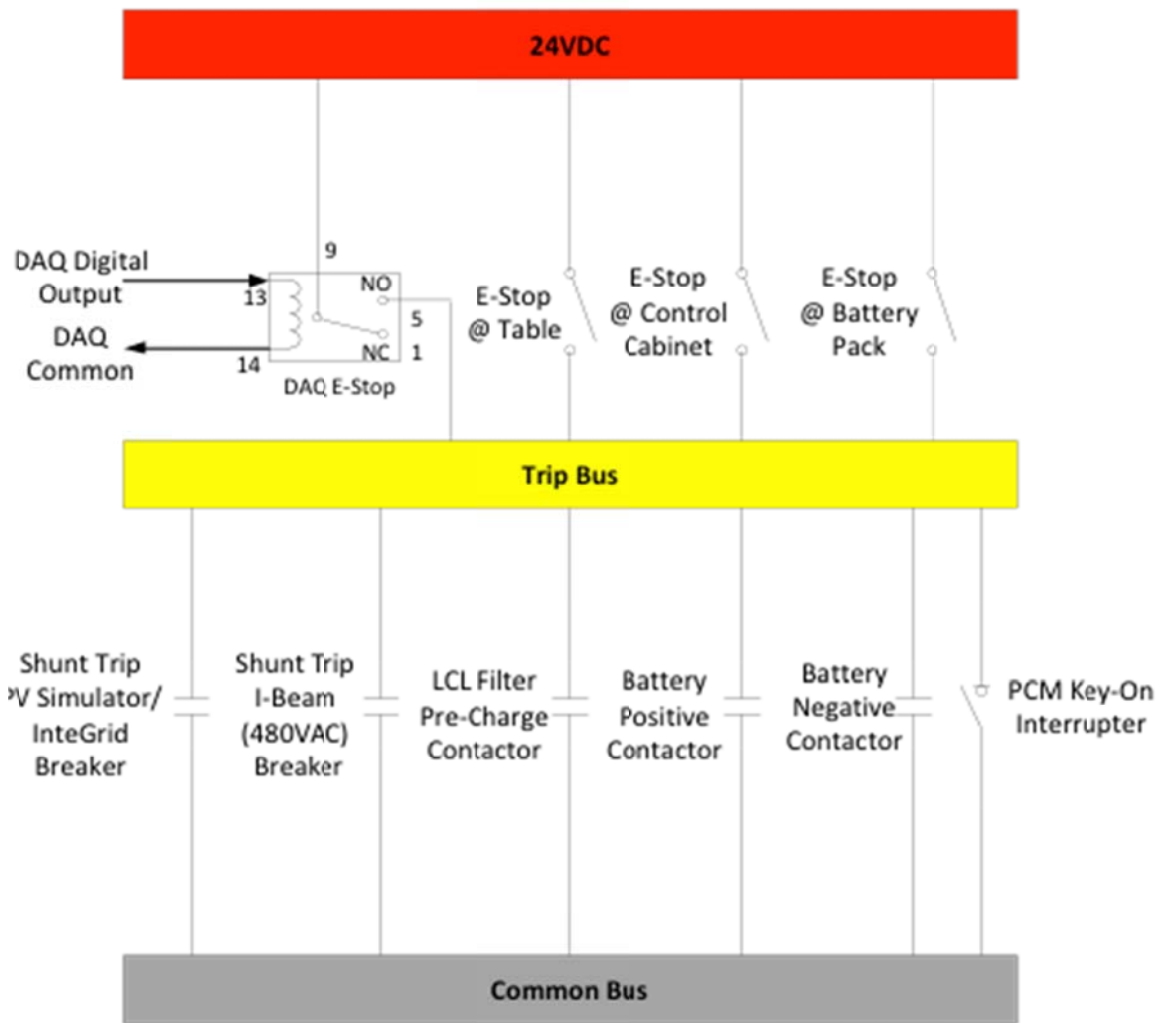 24VDC
9
DAQ Digital
Output
13
DAQ
Common
14
NO
5
NC
1
DAQ E-Stop
E-Stop
@ Table
E-Stop
@ Control
Cabinet
E-Stop
@ Battery
Pack
Trip Bus
Shunt Trip
PV Simulator/
InteGrid
Breaker
Shunt Trip
I-Beam
(480VAC)
Breaker
LCL Filter
Pre-Charge
Contactor
Battery
Positive
Contactor
Battery
Negative
Contactor
PCM Key-On
Interrupter
Common Bus